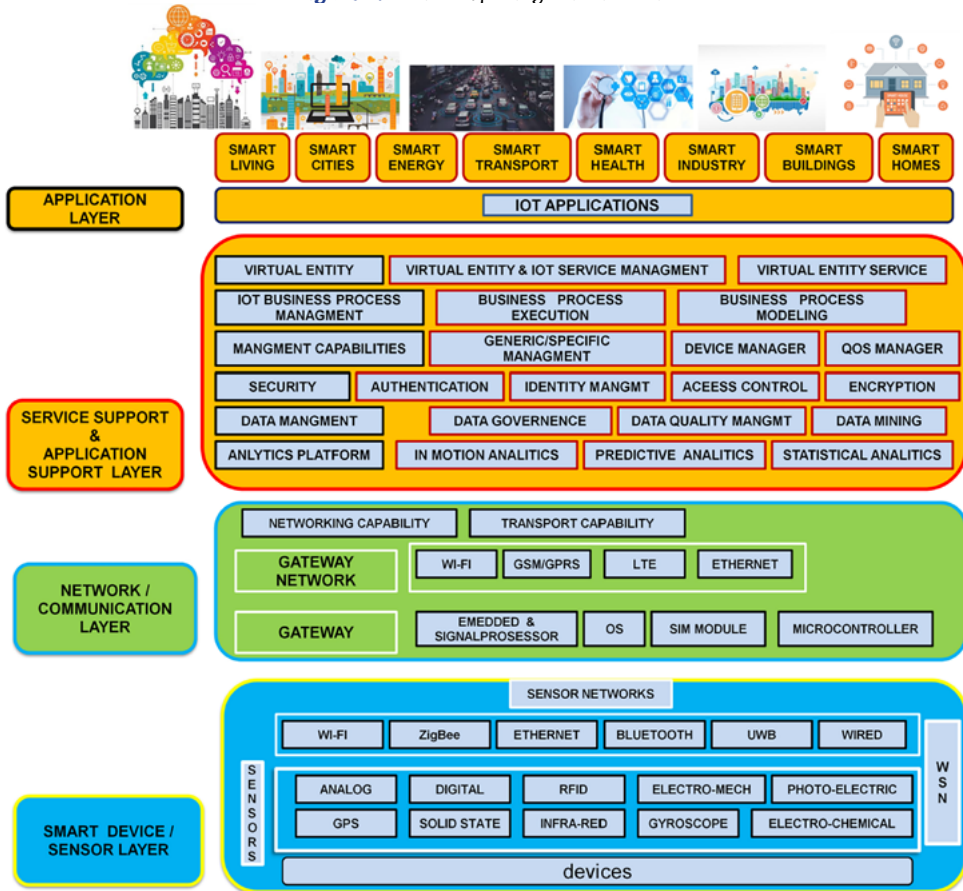 SMART LIVING
SMART CITIES
SMART ENERGY
SMART TRANSPORT
SMART HEALTH
SMART INDUSTRY
SMART BUILDINGS
SMART HOMES
APPLICATION
LAYER
IOT APPLICATIONS
VIRTUAL ENTITY
VIRTUAL ENTITY & IOT SERVICE MANAGMENT
VIRTUAL ENTITY SERVICE
IOT BUSINESS PROCESS
MANAGMENT
BUSINESS PROCESS
EXECUTION
BUSINESS PROCESS
MODELING
MANGMENT CAPABILITIES
GENERIC/SPECIFIC
MANAGMENT
DEVICE MANAGER
QOS MANAGER
SECURITY
AUTHENTICATION
IDENTITY MANGMT
ACEESS CONTROL
ENCRYPTION
SERVICE SUPPORT
&
APPLICATION
SUPPORT LAYER
DATA MANGMENT
DATA GOVERNENCE
DATA QUALITY MANGMT
DATA MINING
ANLYTICS PLATFORM
IN MOTION ANALITICS
PREDICTIVE ANALITICS
STATISTICAL ANALITICS
NETWORK /
COMMUNICATION
LAYER
NETWORKING CAPABILITY
TRANSPORT CAPABILITY
GATEWAY
NETWORK
WI-FI
GSM/GPRS
LTE
ETHERNET
GATEWAY
EMEDDED &
SIGNALPROSESSOR
OS
SIM MODULE
MICROCONTROLLER
SMART DEVICE /
SENSOR LAYER
SENSOR NETWORKS
WI-FI
ZigBee
ETHERNET
BLUETOOTH
UWB
WIRED
SENSORS
ANALOG
DIGITAL
RFID
ELECTRO-MECH
PHOTO-ELECTRIC
GPS
SOLID STATE
INFRA-RED
GYROSCOPE
ELECTRO-CHEMICAL
WSN
devices